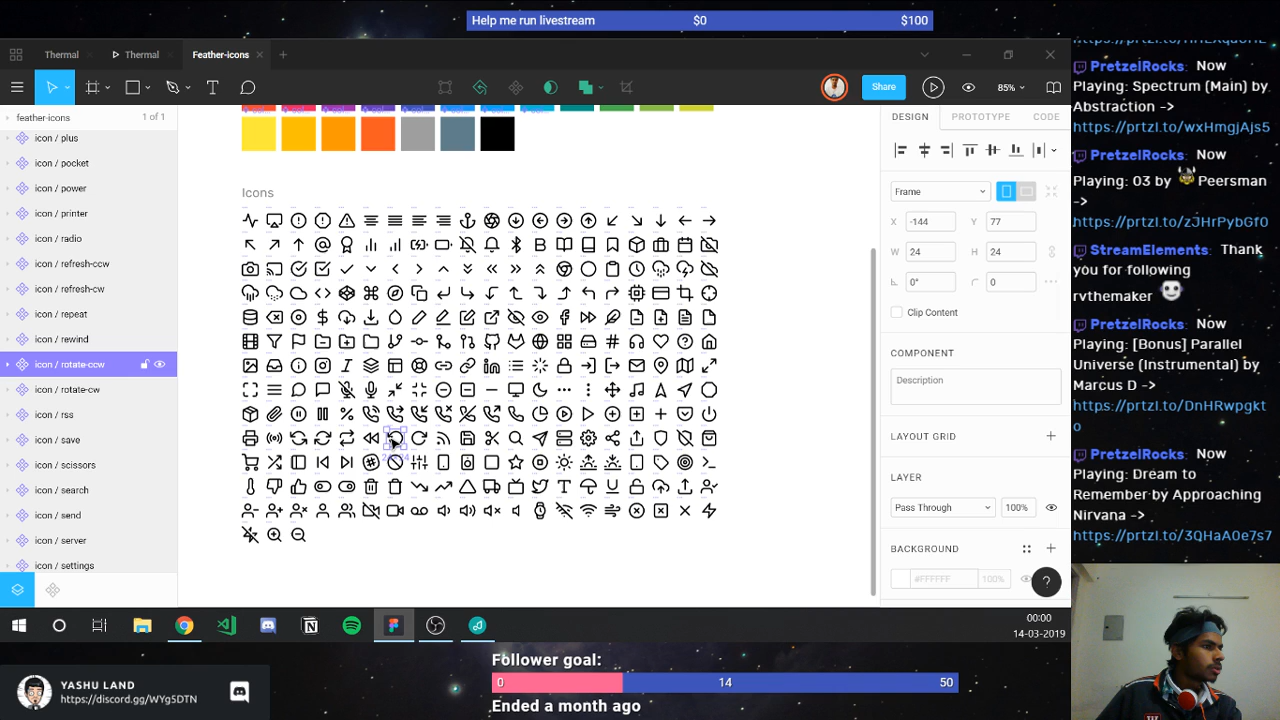 Help me run livestream $0 $100
Thermal
Thermal
Feather-icons
Share
85%
feather-icons
1 of 1
icon / plus
icon / pocket
icon / power
icon / printer
icon / radio
icon / refresh-ccw
icon / refresh-cw
icon / repeat
icon / rewind
icon / rotate-ccw
icon / rotate-cw
icon / rss
icon / save
icon / scissors
icon / search
icon / send
icon / server
icon / settings
Icons
DESIGN
PROTOTYPE
CODE
Frame
X -144 Y 77
W 24 H 24
0° 0
Clip Content
COMPONENT
Description
LAYOUT GRID
LAYER
Pass Through 100%
BACKGROUND
#FFFFFF 100%
?
00:00
14-03-2019
PretzelRocks: Now
Playing: Spectrum (Main) by
Abstraction ->
https://prtzl.to/wxHmgjAjs5
PretzelRocks: Now
Playing: 03 by Peersman
->
https://prtzl.to/zJHrPybGf0
StreamElements: Thank
you for following
rvthemaker
PretzelRocks: Now
Playing: [Bonus] Parallel
Universe (Instrumental) by
Marcus D ->
https://prtzl.to/DnHRwpgkt
o
PretzelRocks: Now
Playing: Dream to
Remember by Approaching
Nirvana ->
https://prtzl.to/3QHaA0e7s7
YASHU LAND
https://discord.gg/WYg5DTN
Follower goal:
0 14 50
Ended a month ago